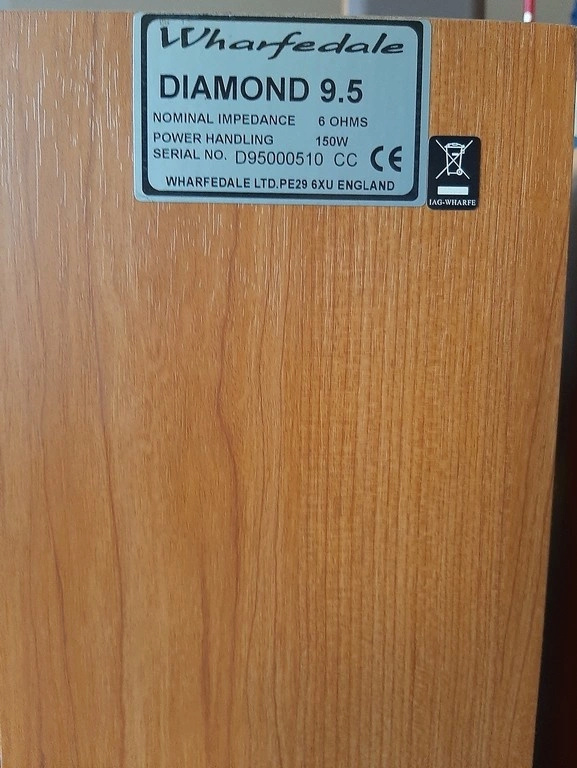 Wharfedale
DIAMOND 9.5
NOMINAL IMPEDANCE 6 OHMS
POWER HANDLING 150W
SERIAL NO. D95000510 CC CE
WHARFEDALE LTD.PE29 6XU ENGLAND
IAG-WHARFE